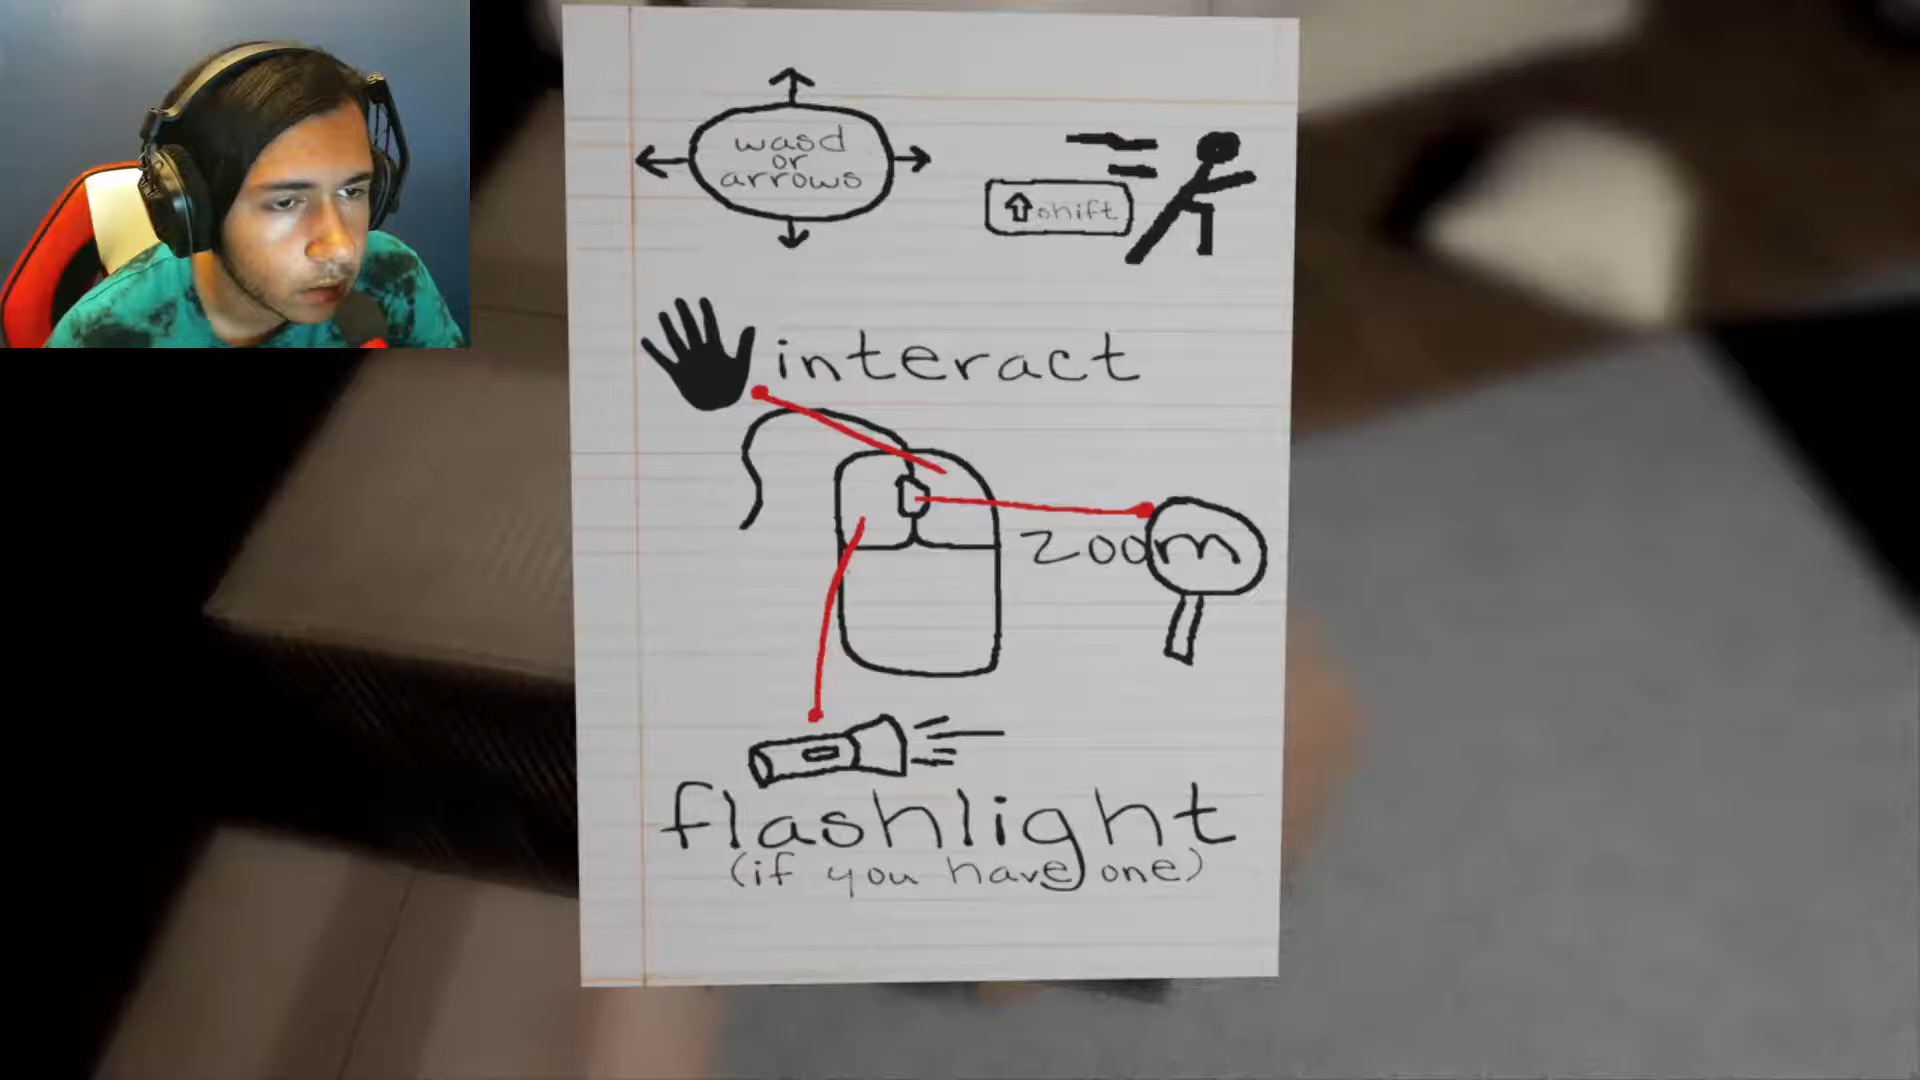 wasd
or
arrows
shift
interact
zoom
flashlight
(if you have one)